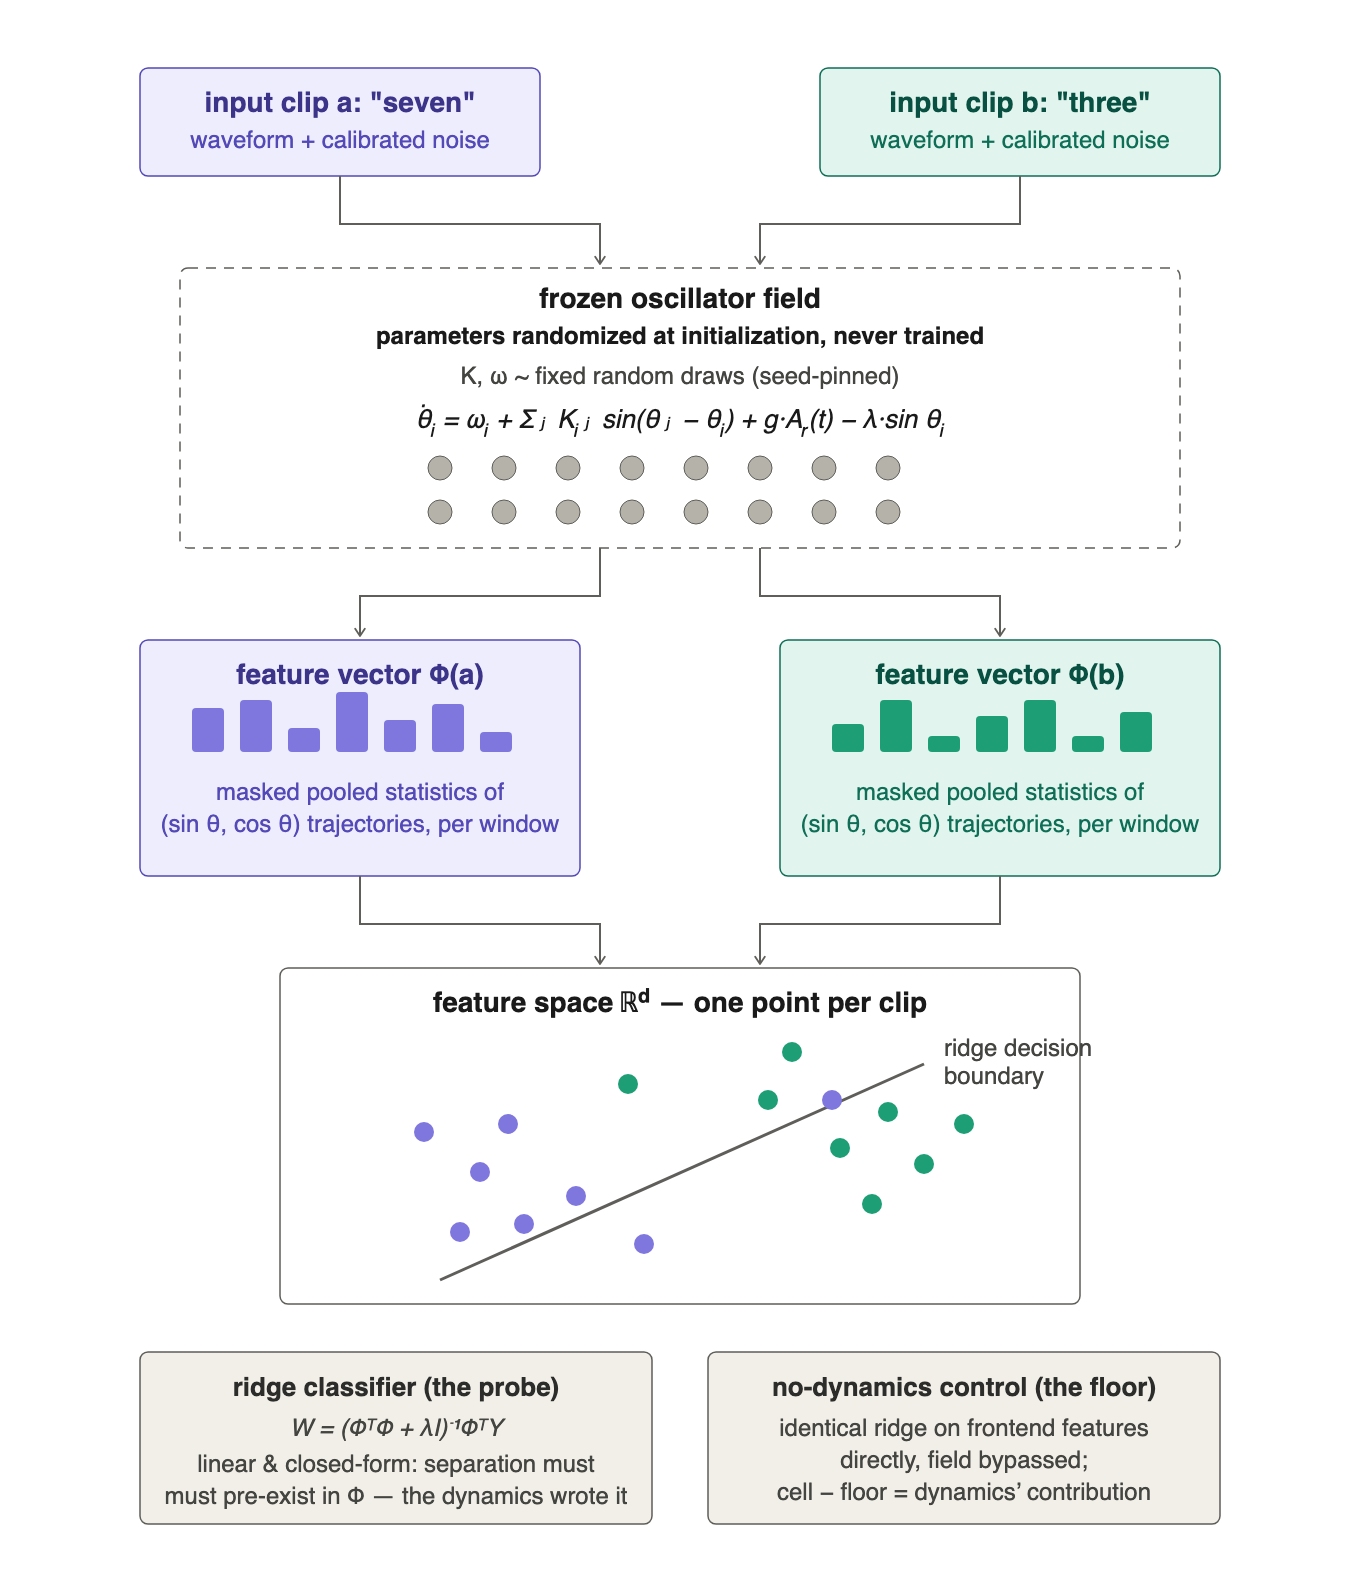 input clip a: "seven"
waveform + calibrated noise
input clip b: "three"
waveform + calibrated noise
frozen oscillator field
parameters randomized at initialization, never trained
K, ω ~ fixed random draws (seed-pinned)
θ̇ᵢ = ωᵢ + Σ ⱼ Kᵢ ⱼ sin(θ ⱼ − θᵢ) + g·Aᵣ(t) − λ·sin θᵢ
feature vector Φ(a)
masked pooled statistics of
(sin θ, cos θ) trajectories, per window
feature vector Φ(b)
masked pooled statistics of
(sin θ, cos θ) trajectories, per window
feature space ℝᵈ — one point per clip
ridge decision
boundary
ridge classifier (the probe)
W = (ΦᵀΦ + λI)⁻¹ΦᵀY
linear & closed-form: separation must
must pre-exist in Φ — the dynamics wrote it
no-dynamics control (the floor)
identical ridge on frontend features
directly, field bypassed;
cell − floor = dynamics’ contribution